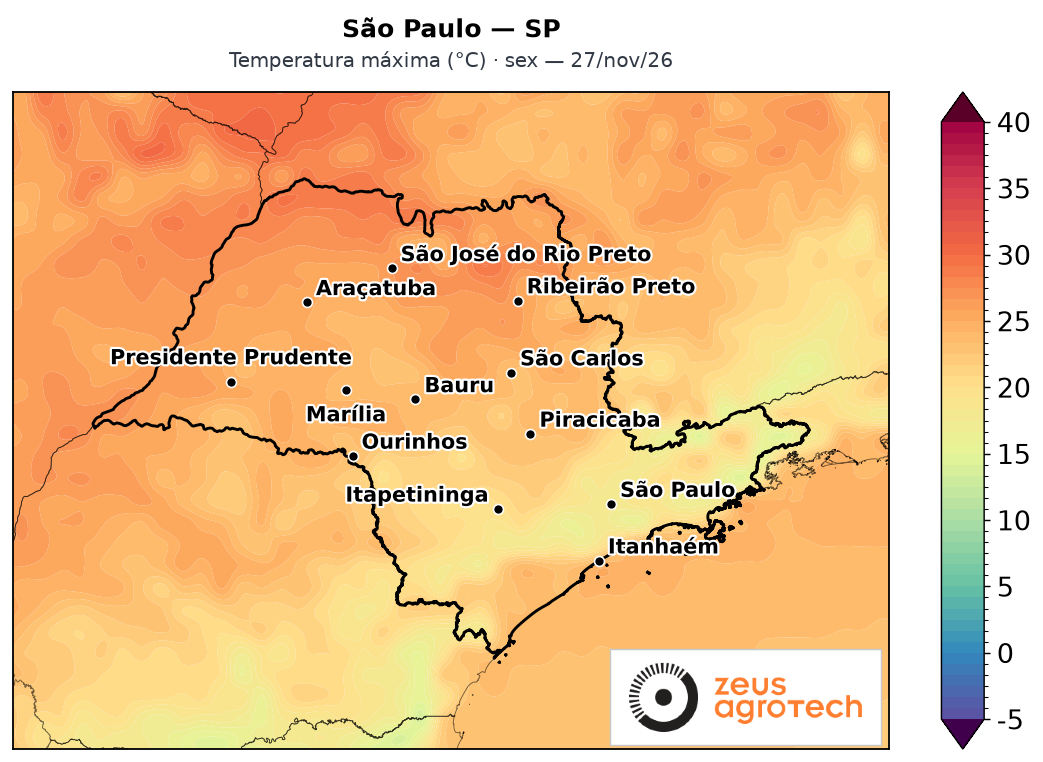 São Paulo — SP
Temperatura máxima (°C) · sex — 27/nov/26
São José do Rio Preto
Araçatuba
Ribeirão Preto
Presidente Prudente
São Carlos
Bauru
Marília
Piracicaba
Ourinhos
Itapetininga
São Paulo
Itanhaém
40
35
30
25
20
15
10
5
0
-5
zeus
agrotech